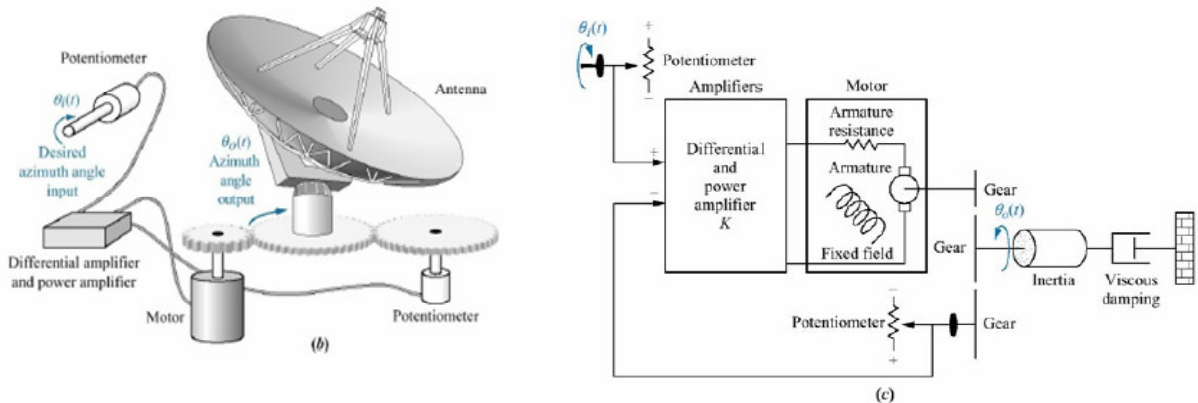 Potentiometer
θi(t)
Desired
azimuth angle
input
θo(t)
Azimuth
angle
output
Antenna
Differential amplifier
and power amplifier
Motor
Potentiometer
(b)
θi(t)
+
Potentiometer
−
Amplifiers
Motor
Armature
resistance
Differential
and
power
amplifier
K
+
−
Armature
Fixed field
Gear
θo(t)
Gear
Inertia
Viscous
damping
−
Potentiometer
+
Gear
(c)